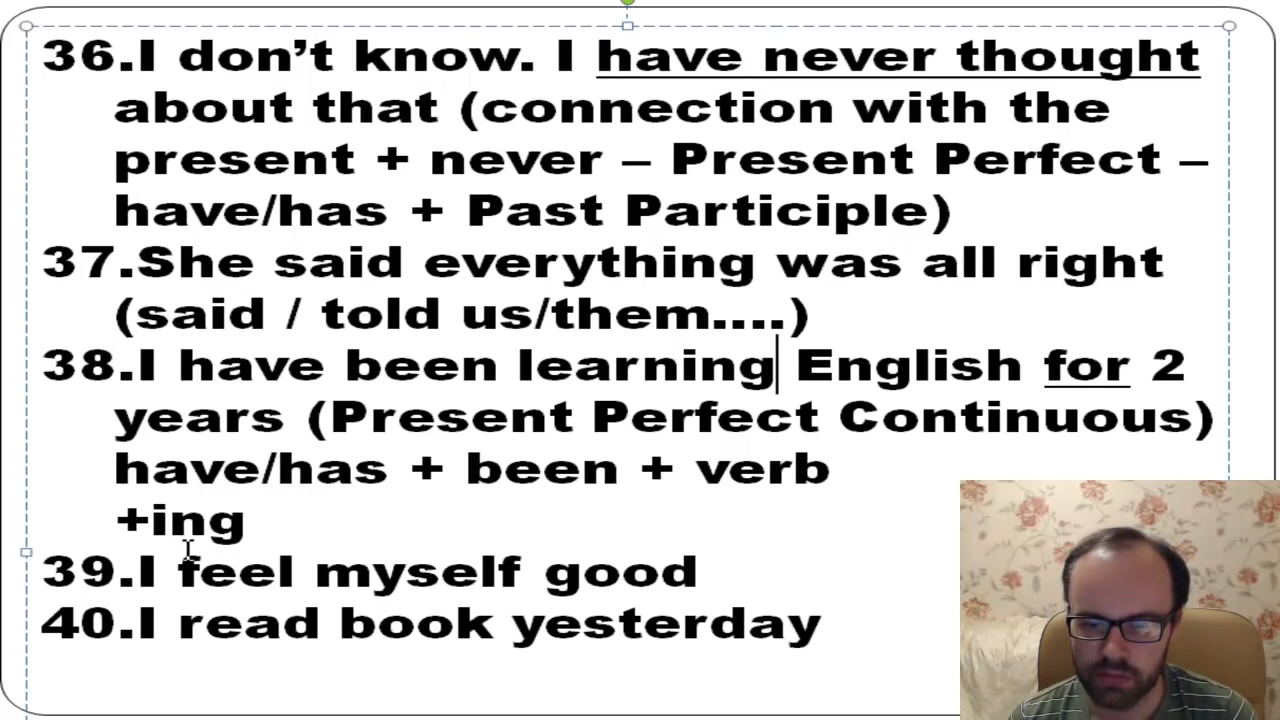 36.I don’t know. I have never thought
about that (connection with the
present + never – Present Perfect –
have/has + Past Participle)
37.She said everything was all right
(said / told us/them....)
38.I have been learning English for 2
years (Present Perfect Continuous)
have/has + been + verb
+ing
39.I feel myself good
40.I read book yesterday